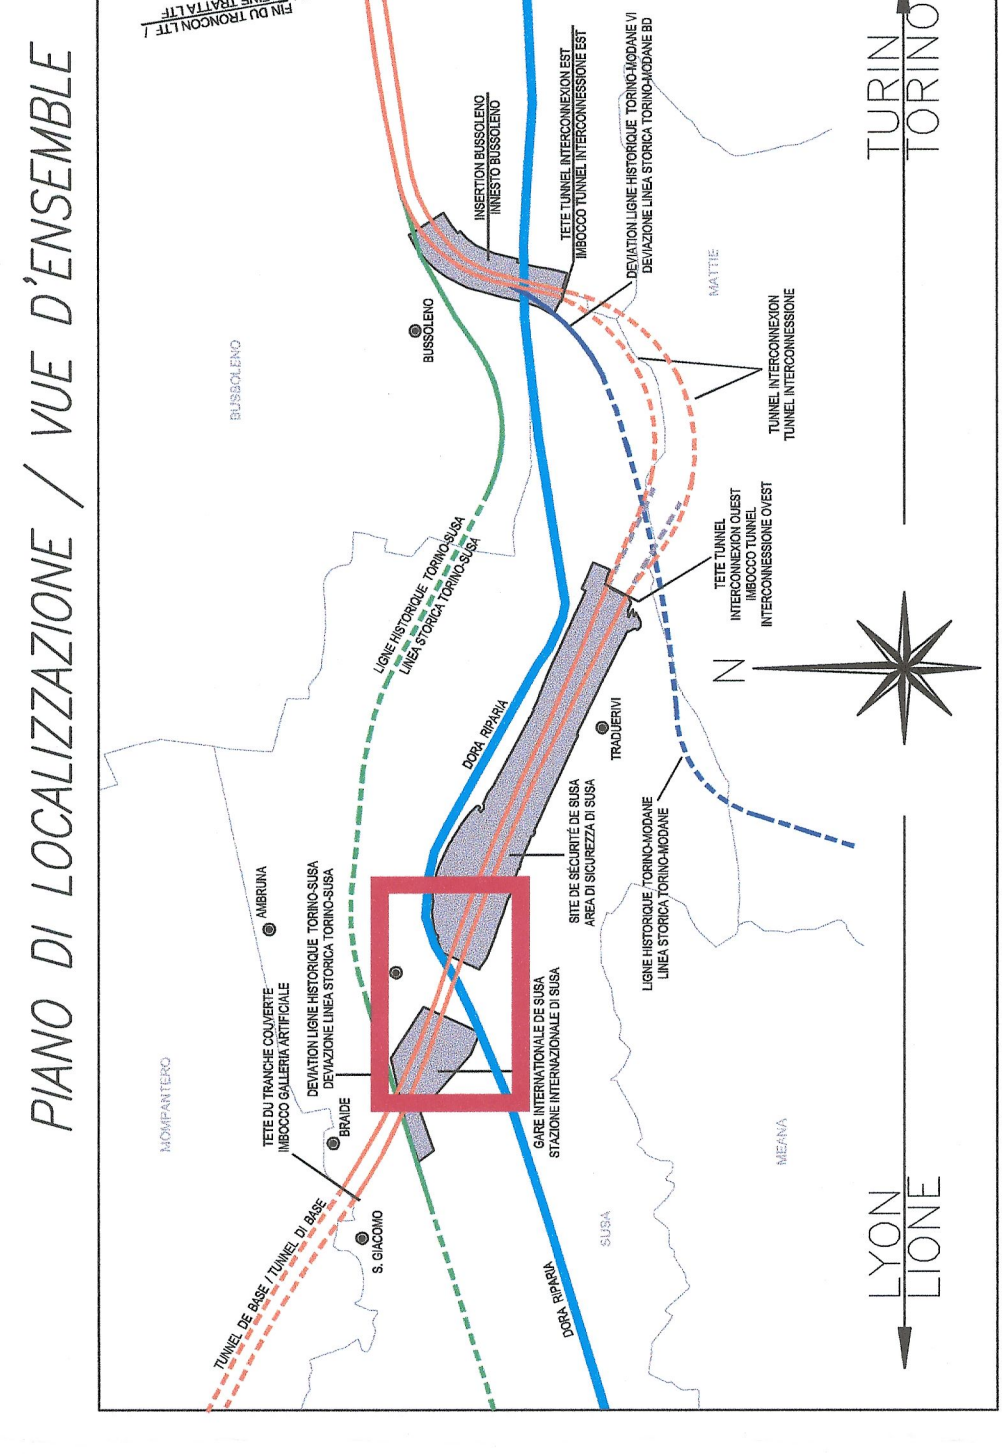 PIANO DI LOCALIZZAZIONE / VUE D'ENSEMBLE
FIN DU TRONCON LTF /
FINE TRATTA LTF
BUSSOLENO
INSERTION BUSSOLENO
INNESTO BUSSOLENO
TETE TUNNEL INTERCONNEXION EST
IMBOCCO TUNNEL INTERCONNESSIONE EST
DEVIATION LIGNE HISTORIQUE TORINO-MODANE VI
DEVIAZIONE LINEA STORICA TORINO-MODANE BD
TURIN
TORINO
BUSSOLENO
MATTIE
TUNNEL INTERCONNEXION
TUNNEL INTERCONNESSIONE
LIGNE HISTORIQUE TORINO-SUSA
LINEA STORICA TORINO-SUSA
TETE TUNNEL
INTERCONNEXION OUEST
IMBOCCO TUNNEL
INTERCONNESSIONE OVEST
N
DORA RIPARIA
TRADUERIVI
SITE DE SÉCURITÉ DE SUSA
AREA DI SICUREZZA DI SUSA
LIGNE HISTORIQUE TORINO-MODANE
LINEA STORICA TORINO-MODANE
AMBRUNA
DEVIATION LIGNE HISTORIQUE TORINO-SUSA
DEVIAZIONE LINEA STORICA TORINO-SUSA
TETE DU TRANCHE COUVERTE
IMBOCCO GALLERIA ARTIFICIALE
MOMPANTERO
BRAIDE
GARE INTERNATIONALE DE SUSA
STAZIONE INTERNAZIONALE DI SUSA
MEANA
S. GIACOMO
SUSA
TUNNEL DE BASE / TUNNEL DI BASE
DORA RIPARIA
LYON
LIONE